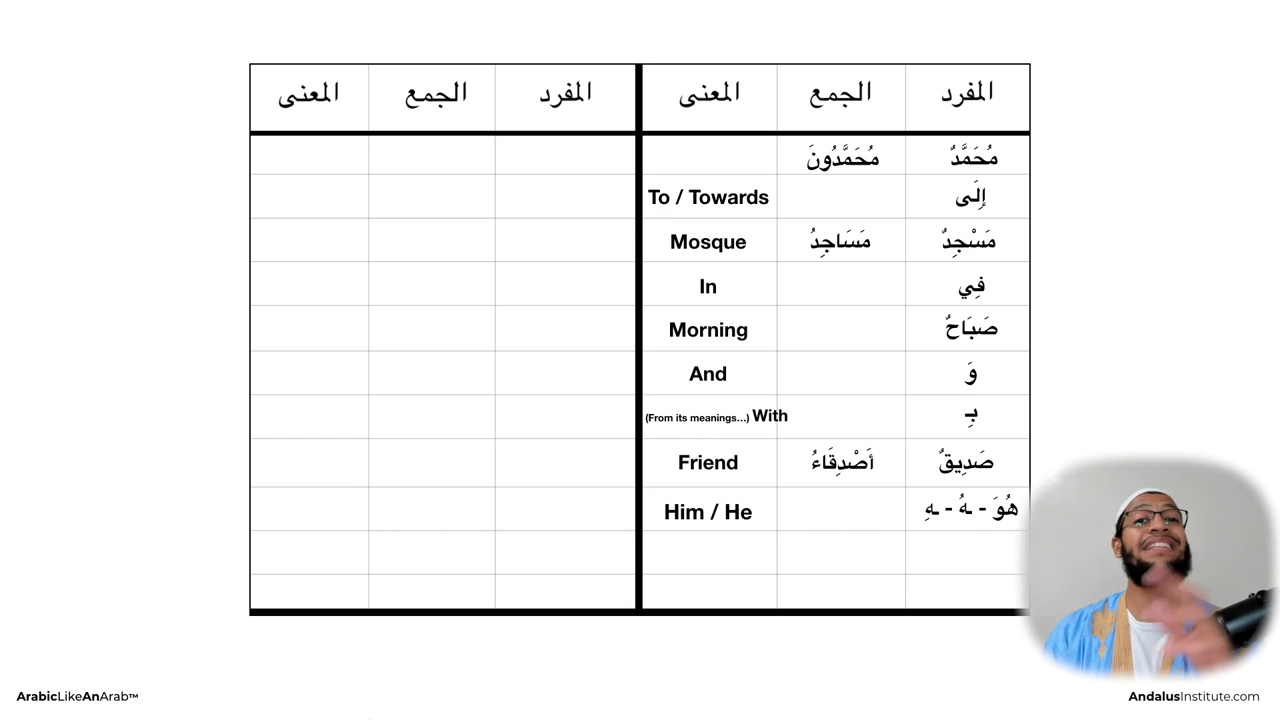 المفرد الجمع المعنى المفرد الجمع المعنى
مُحَمَّدٌ مُحَمَّدُونَ
إِلَى To / Towards
مَسْجِدٌ مَسَاجِدُ Mosque
فِي In
صَبَاحٌ Morning
وَ And
بِـ (From its meanings...) With
صَدِيقٌ أَصْدِقَاءُ Friend
هُوَ - ـهُ - ـهِ Him / He
ArabicLikeAnArab™
AndalusInstitute.com